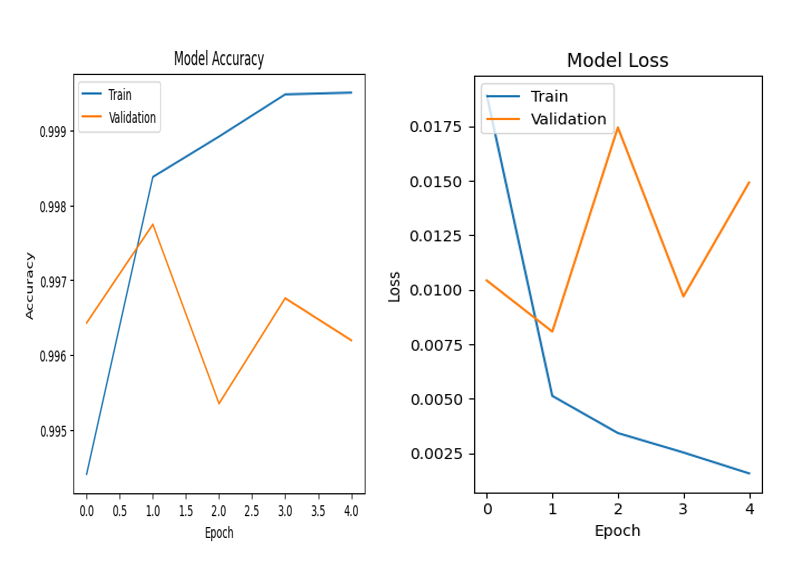 Model Accuracy
Train
Validation
0.999
0.998
0.997
0.996
0.995
Accuracy
0.0 0.5 1.0 1.5 2.0 2.5 3.0 3.5 4.0
Epoch
Model Loss
Train
Validation
0.0175
0.0150
0.0125
0.0100
0.0075
0.0050
0.0025
Loss
0 1 2 3 4
Epoch